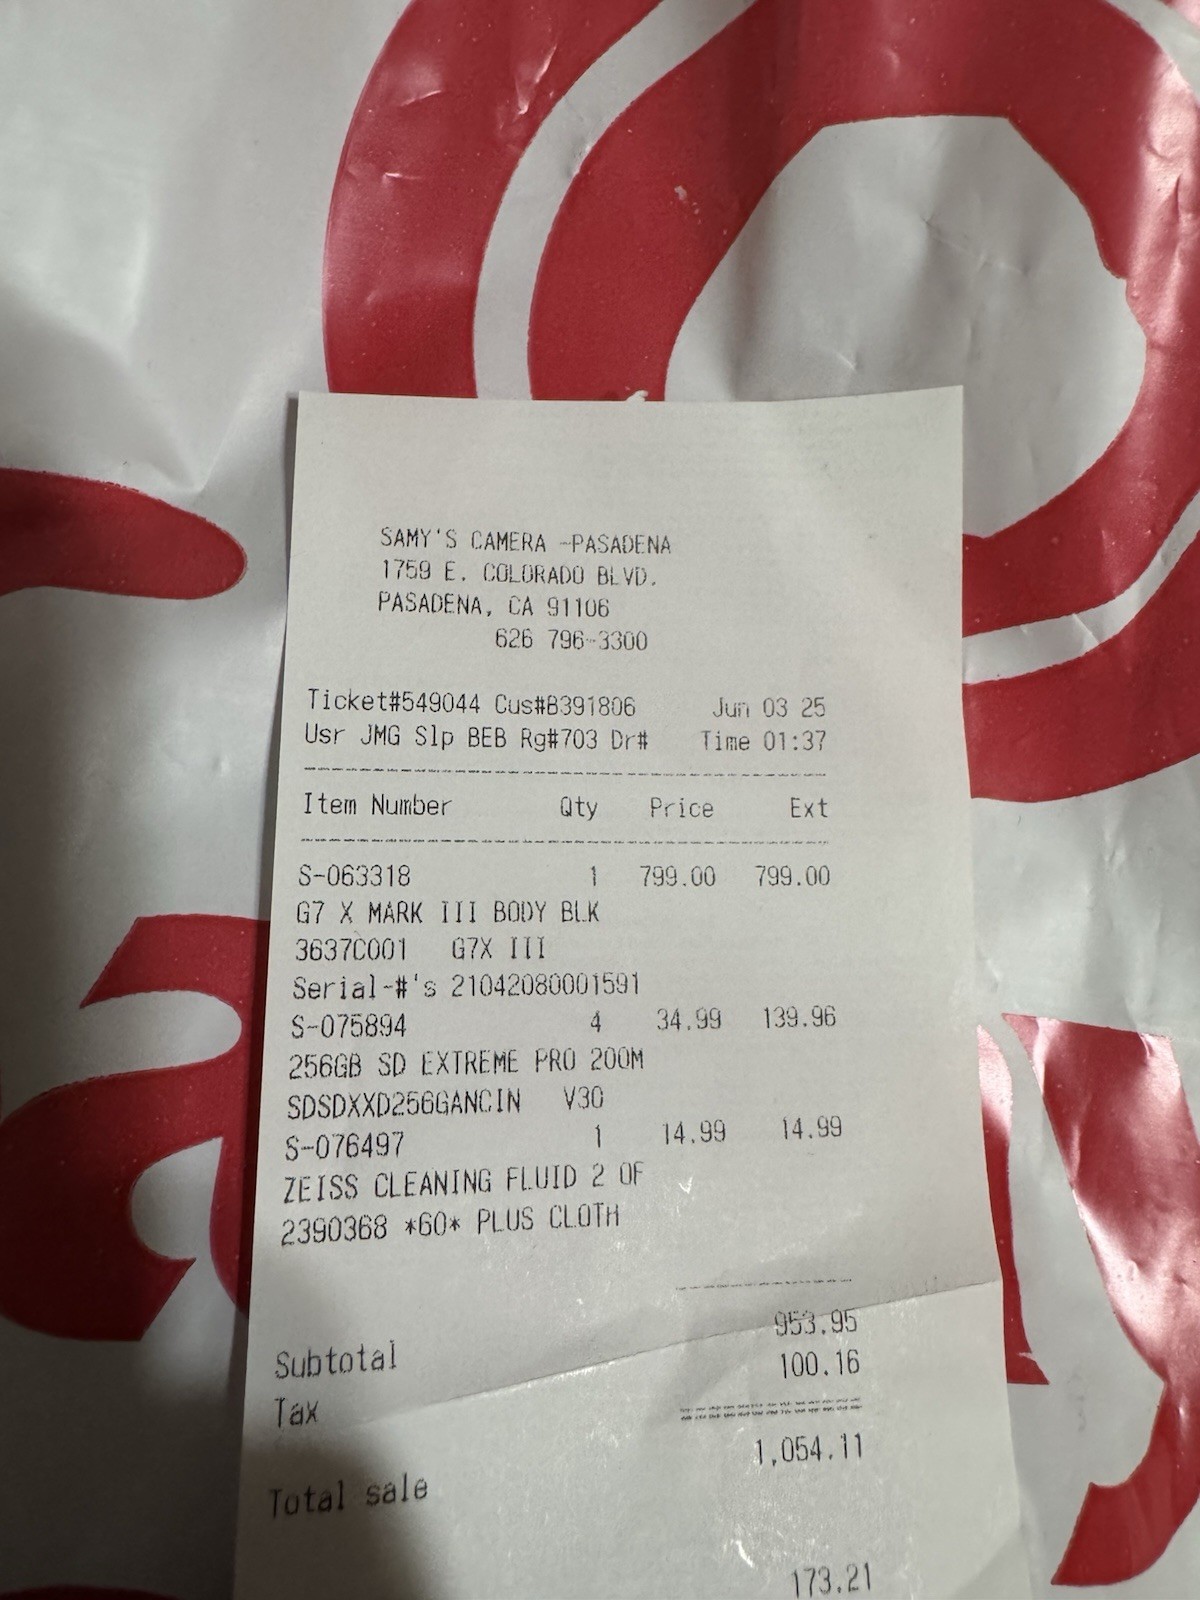 SAMY'S CAMERA -PASADENA
1759 E. COLORADO BLVD.
PASADENA, CA 91106
626 796-3300
Ticket#549044 Cus#B391806 Jun 03 25
Usr JMG Slp BEB Rg#703 Dr# Time 01:37
Item Number Qty Price Ext
S-063318 1 799.00 799.00
G7 X MARK III BODY BLK
3637C001 G7X III
Serial-#'s 21042080001591
S-075894 4 34.99 139.96
256GB SD EXTREME PRO 200M
SDSDXXD256GANCIN V30
S-076497 1 14.99 14.99
ZEISS CLEANING FLUID 2 OF
2390368 *60* PLUS CLOTH
Subtotal 953.95
Tax 100.16
Total sale 1,054.11
173.21